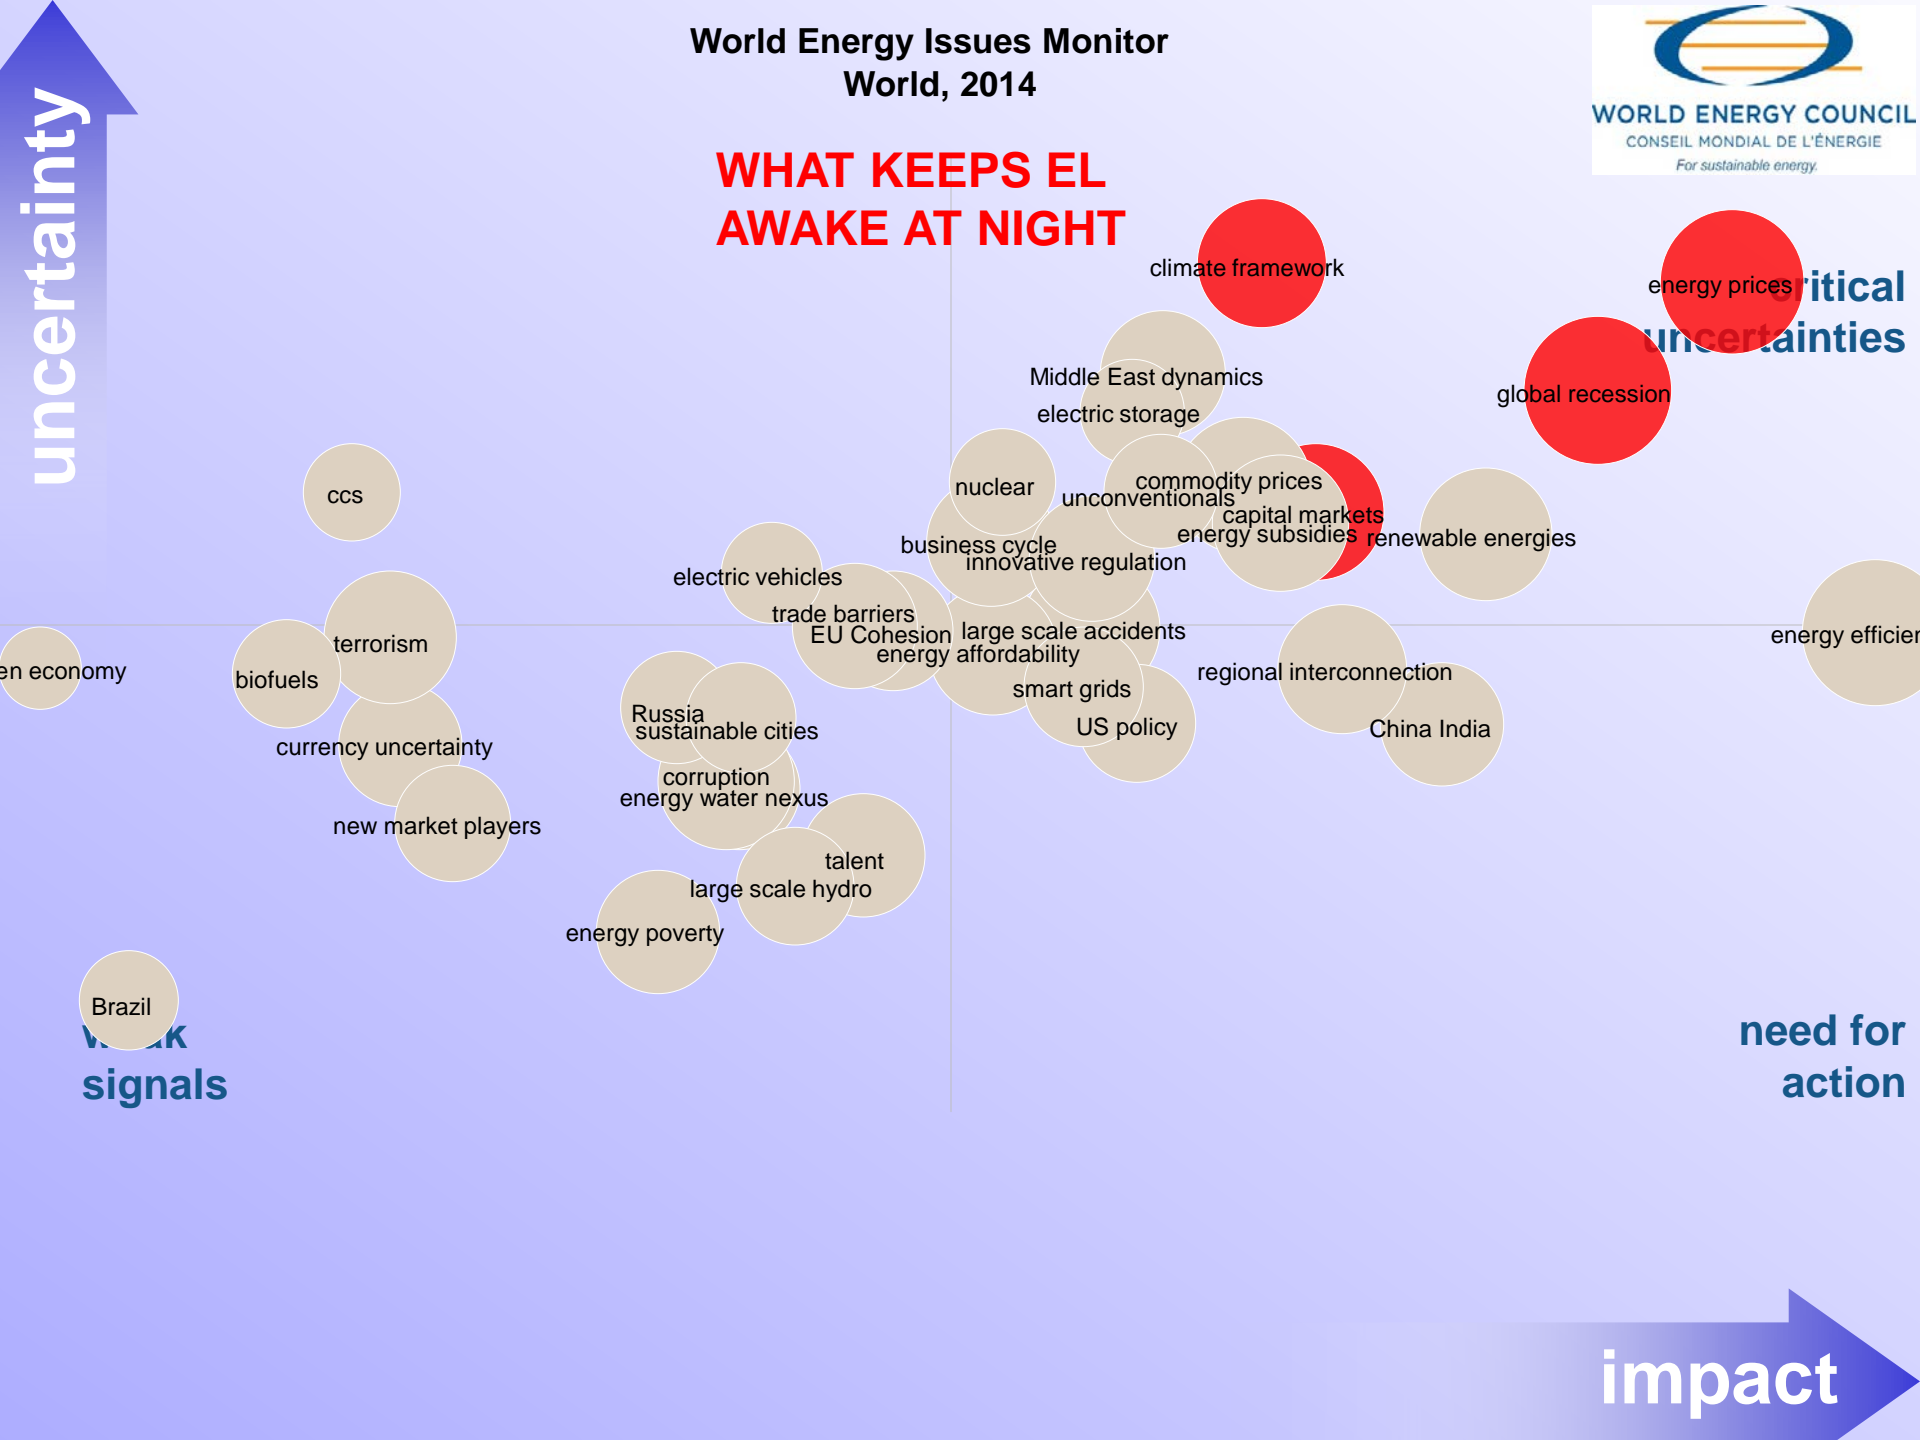 World Energy Issues Monitor
World, 2014
WORLD ENERGY COUNCIL
CONSEIL MONDIAL DE L'ÉNERGIE
For sustainable energy.
uncertainty
WHAT KEEPS EL
AWAKE AT NIGHT
climate framework
energy prices
critical
uncertainties
Middle East dynamics
global recession
electric storage
ccs
nuclear
commodity prices
unconventionals
capital markets
energy subsidies
renewable energies
business cycle
innovative regulation
electric vehicles
trade barriers
EU Cohesion
large scale accidents
energy affordability
energy efficien
terrorism
en economy
biofuels
regional interconnection
smart grids
Russia
sustainable cities
US policy
China India
currency uncertainty
corruption
energy water nexus
new market players
talent
large scale hydro
energy poverty
Brazil
signals
need for
action
impact